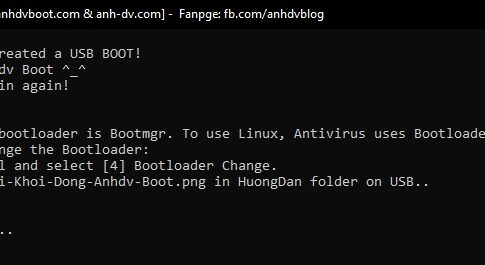 anhdvboot.com & anh-dv.com] - Fanpge: fb.com/anhdvblog
reated a USB BOOT!
dv Boot ^_^
in again!
bootloader is Bootmgr. To use Linux, Antivirus uses Bootloade
nge the Bootloader:
l and select [4] Bootloader Change.
i-Khoi-Dong-Anhdv-Boot.png in HuongDan folder on USB..
..